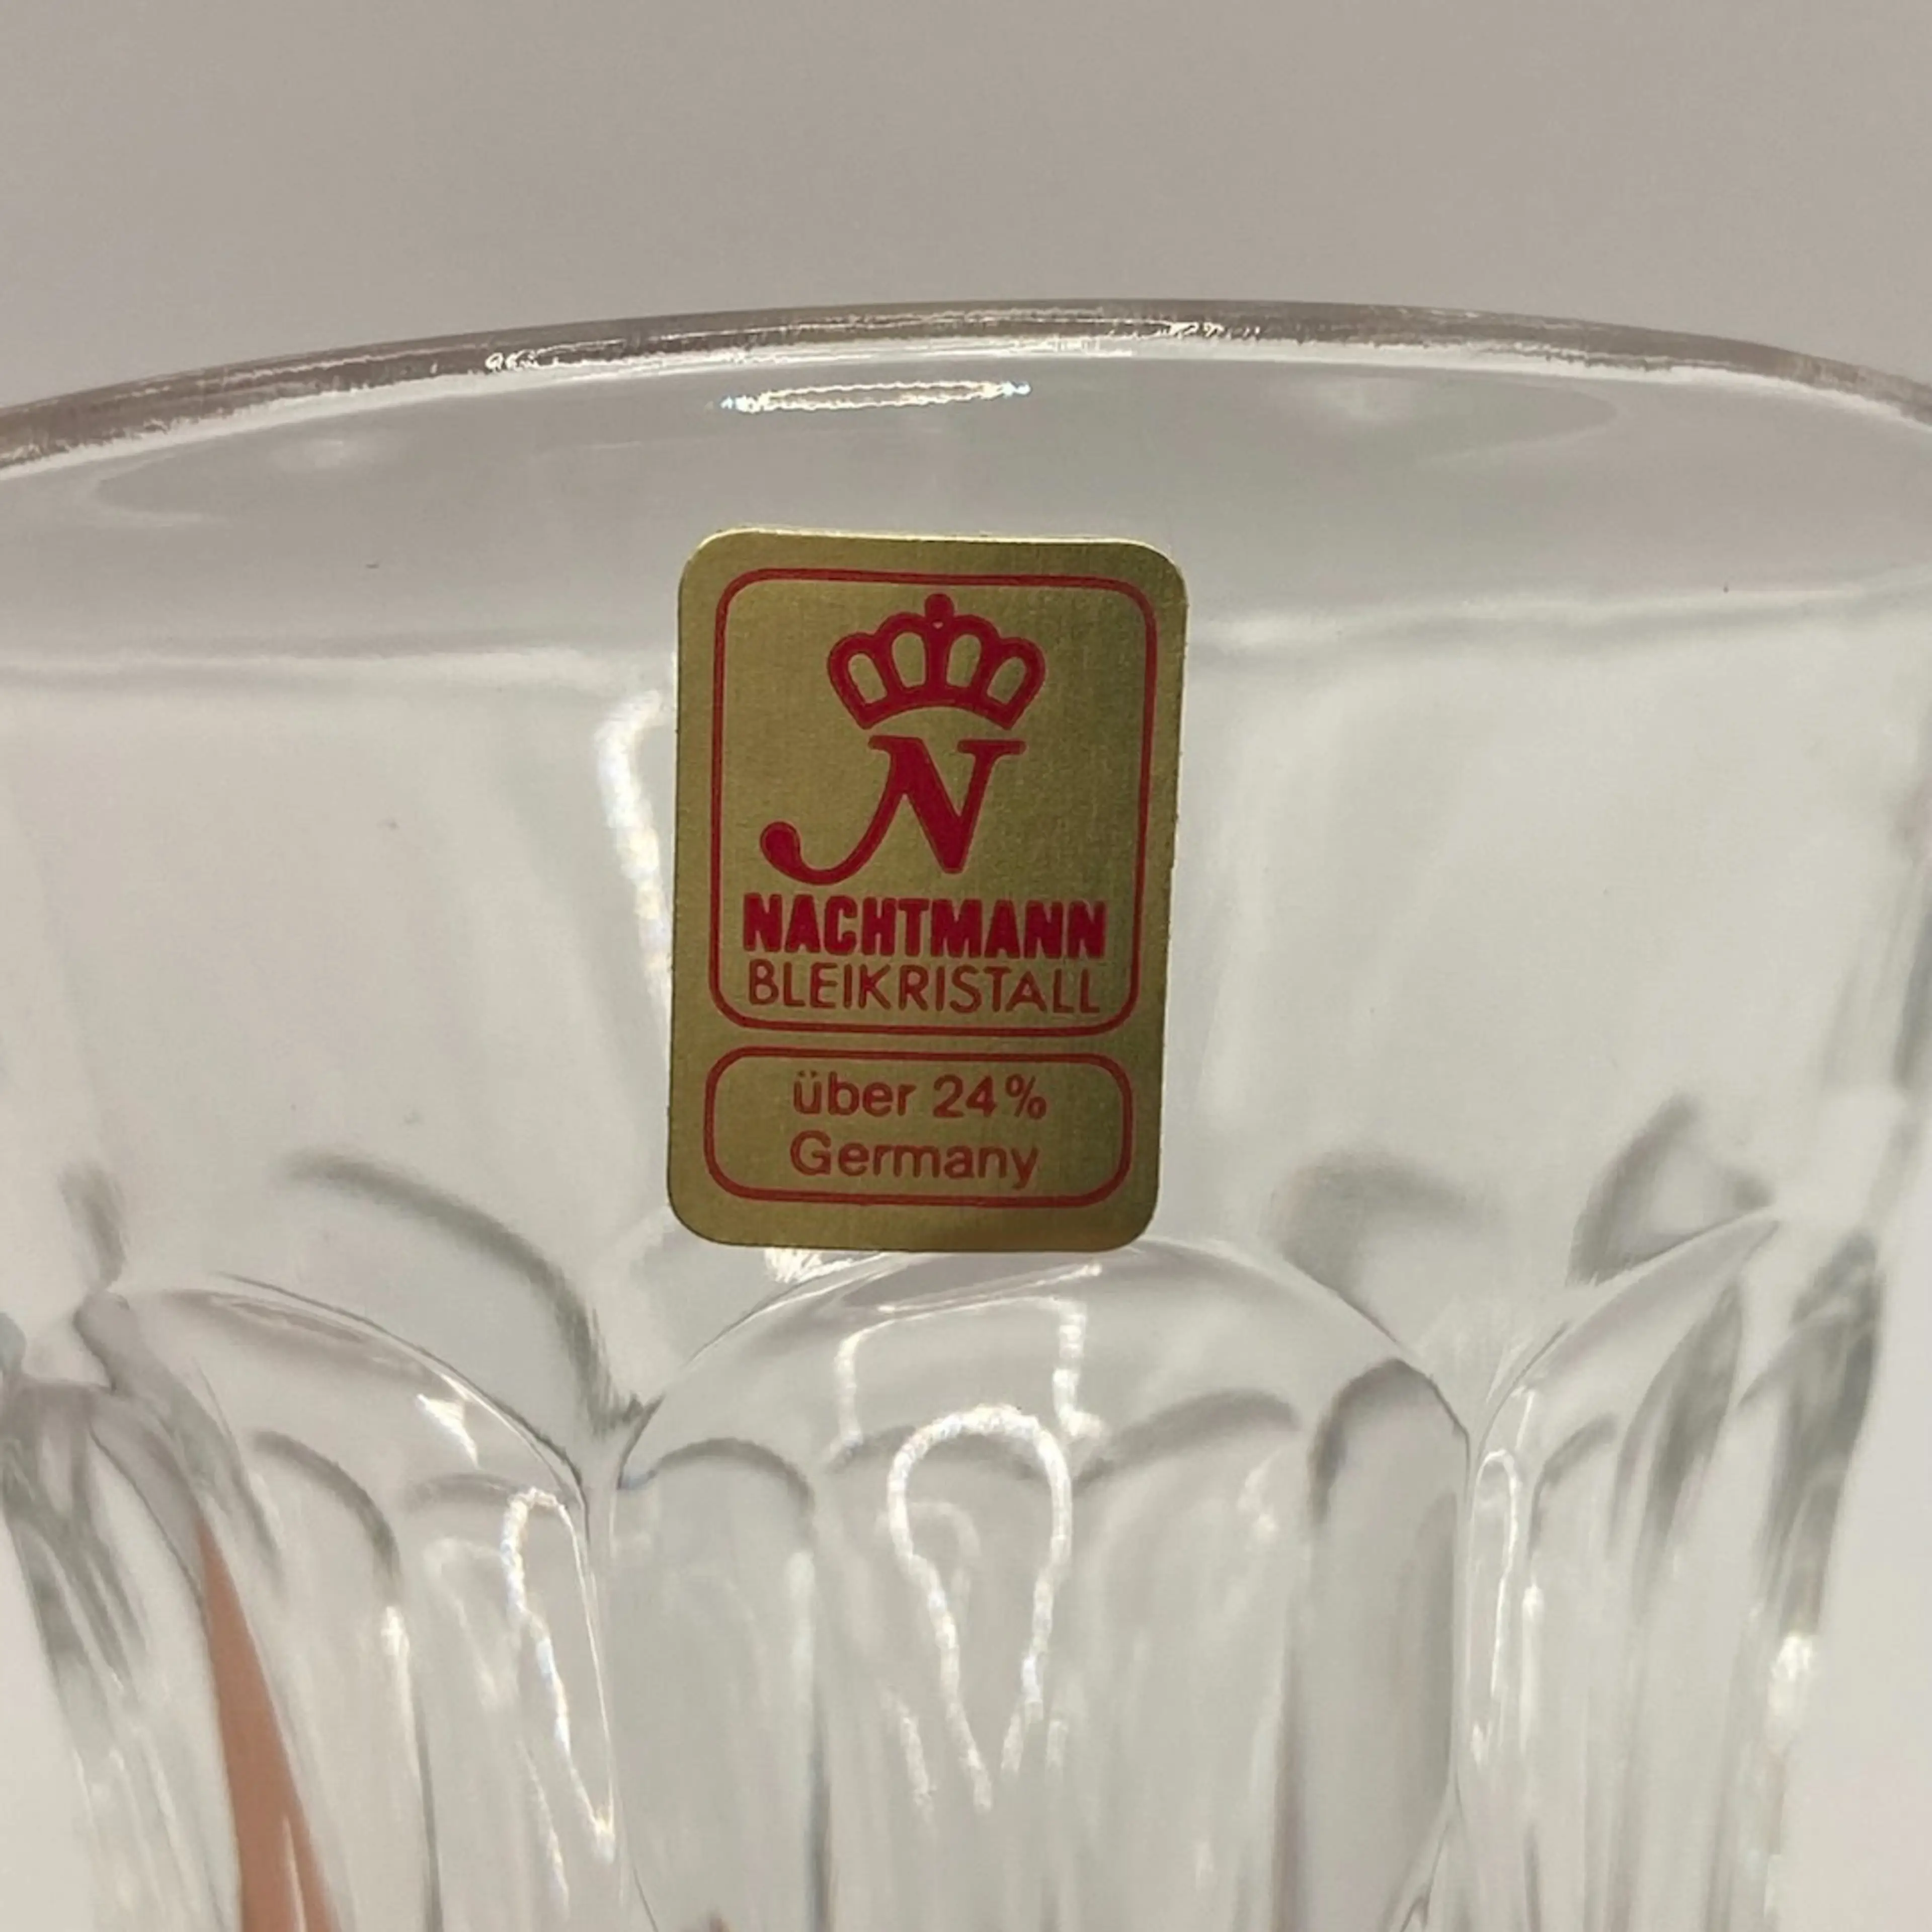 N
NACHTMANN
BLEIKRISTALL
über 24%
Germany